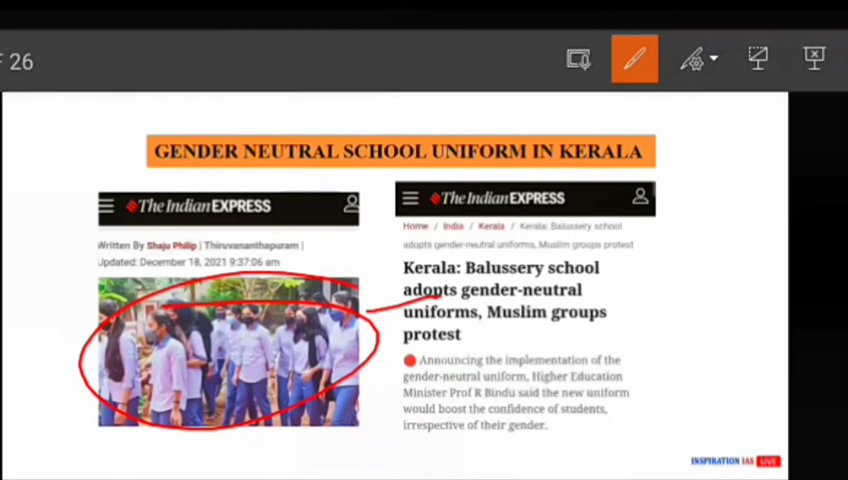 F 26
GENDER NEUTRAL SCHOOL UNIFORM IN KERALA
The Indian EXPRESS
Written By Shaju Philip | Thiruvananthapuram |
Updated: December 18, 2021 9:37:06 am
The Indian EXPRESS
Home / India / Kerala / Kerala: Balussery school
adopts gender-neutral uniforms, Muslim groups protest
Kerala: Balussery school
adopts gender-neutral
uniforms, Muslim groups
protest
Announcing the implementation of the
gender-neutral uniform, Higher Education
Minister Prof R Bindu said the new uniform
would boost the confidence of students,
irrespective of their gender.
INSPIRATION IAS LIVE